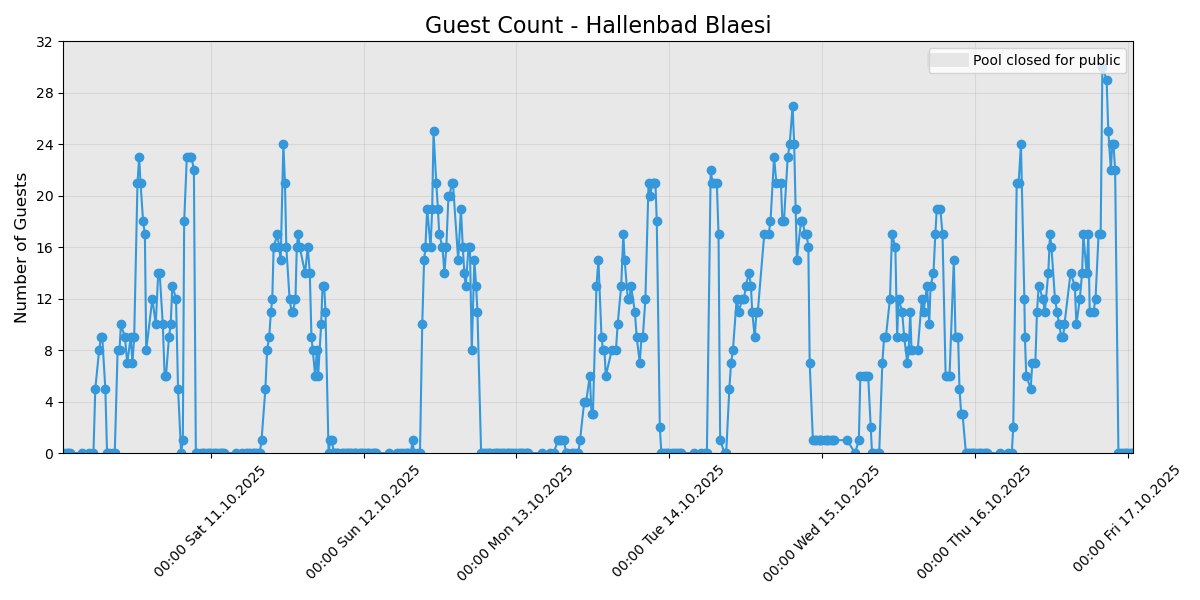 Guest Count - Hallenbad Blaesi
Pool closed for public
Number of Guests
32
28
24
20
16
12
8
4
0
00:00 Sat 11.10.2025
00:00 Sun 12.10.2025
00:00 Mon 13.10.2025
00:00 Tue 14.10.2025
00:00 Wed 15.10.2025
00:00 Thu 16.10.2025
00:00 Fri 17.10.2025